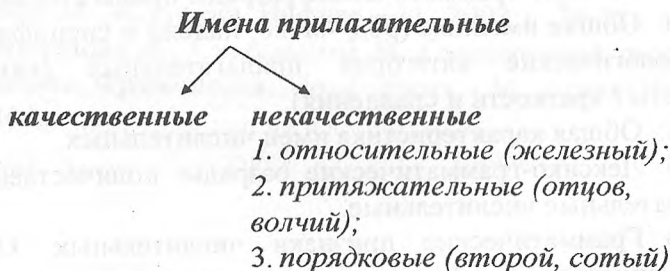 Имена прилагательные
качественные некачественные
1. относительные (железный);
2. притяжательные (отцов,
волчий);
3. порядковые (второй, сотый)